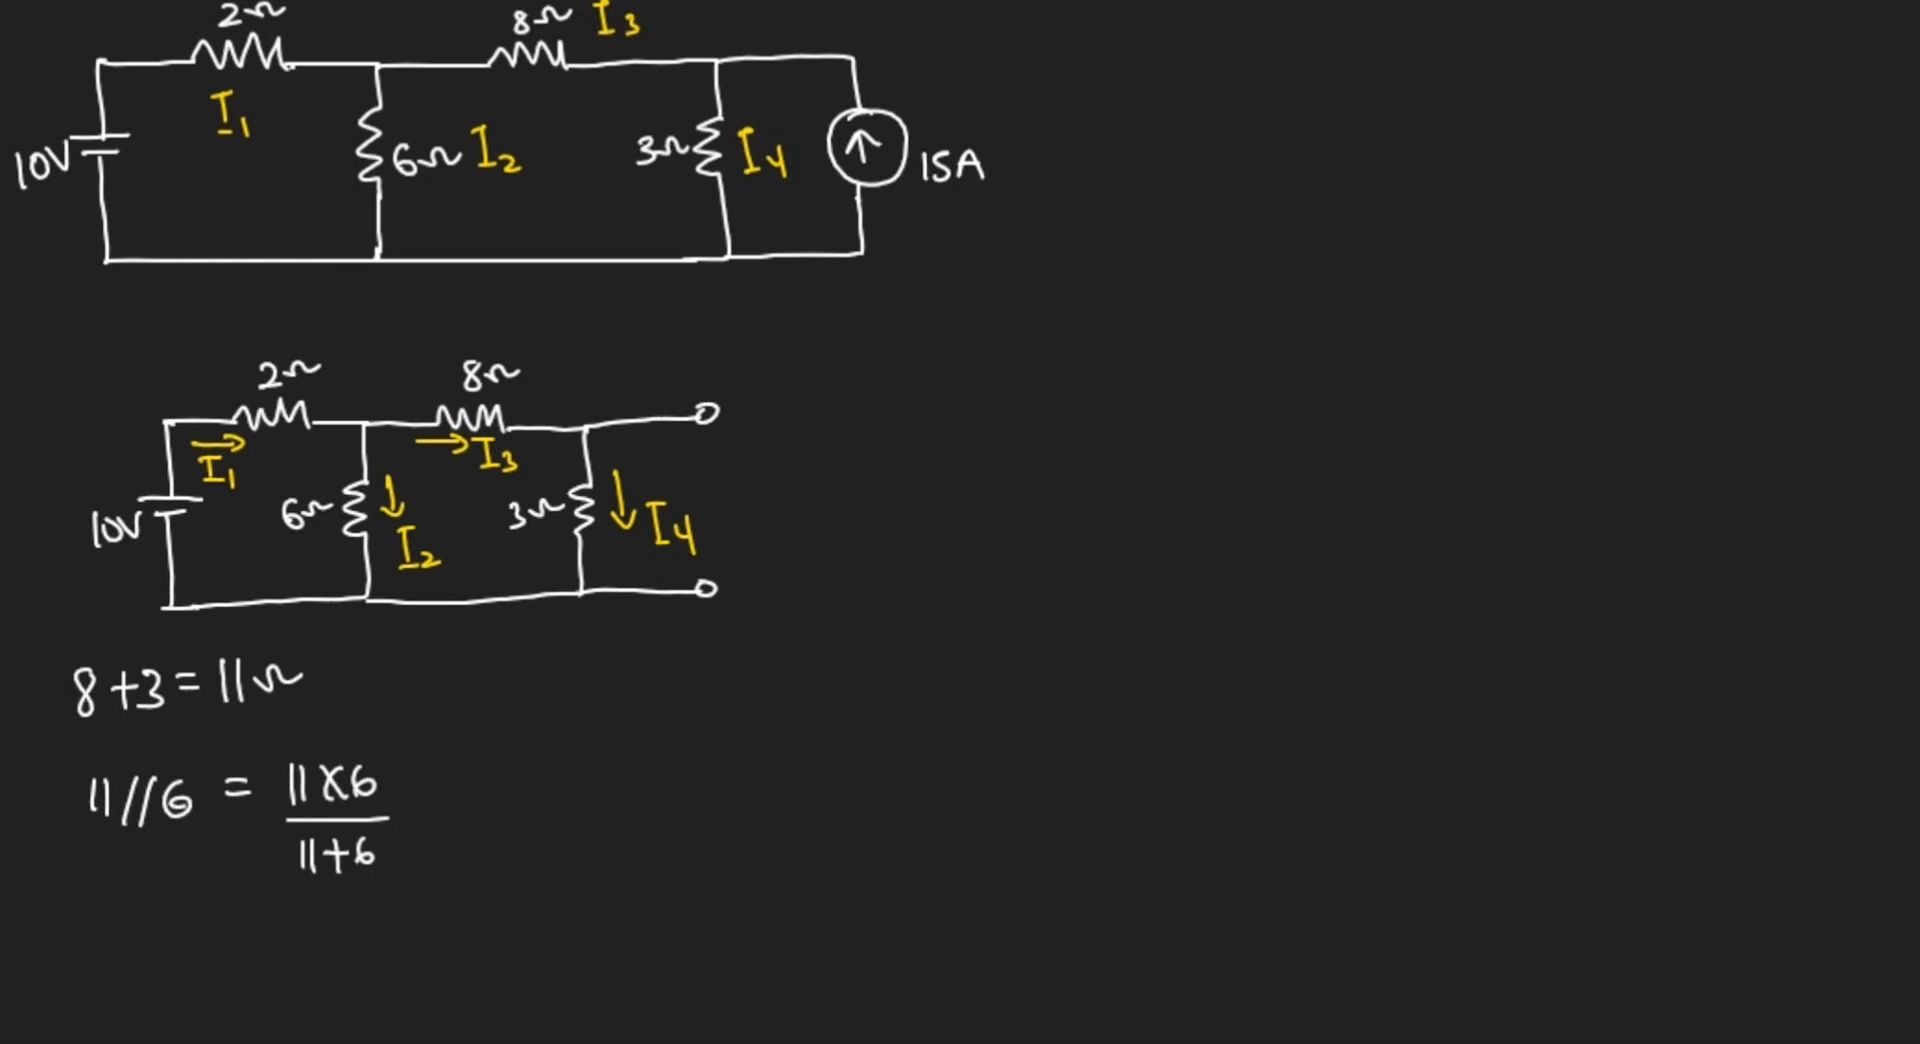 2Ω 8Ω I₃
I₁
10V 6Ω I₂ 3Ω I₄ 15A
2Ω 8Ω
I₁ I₃
10V 6Ω I₂ 3Ω I₄
8+3=11Ω
11//6 = 11×6
11+6